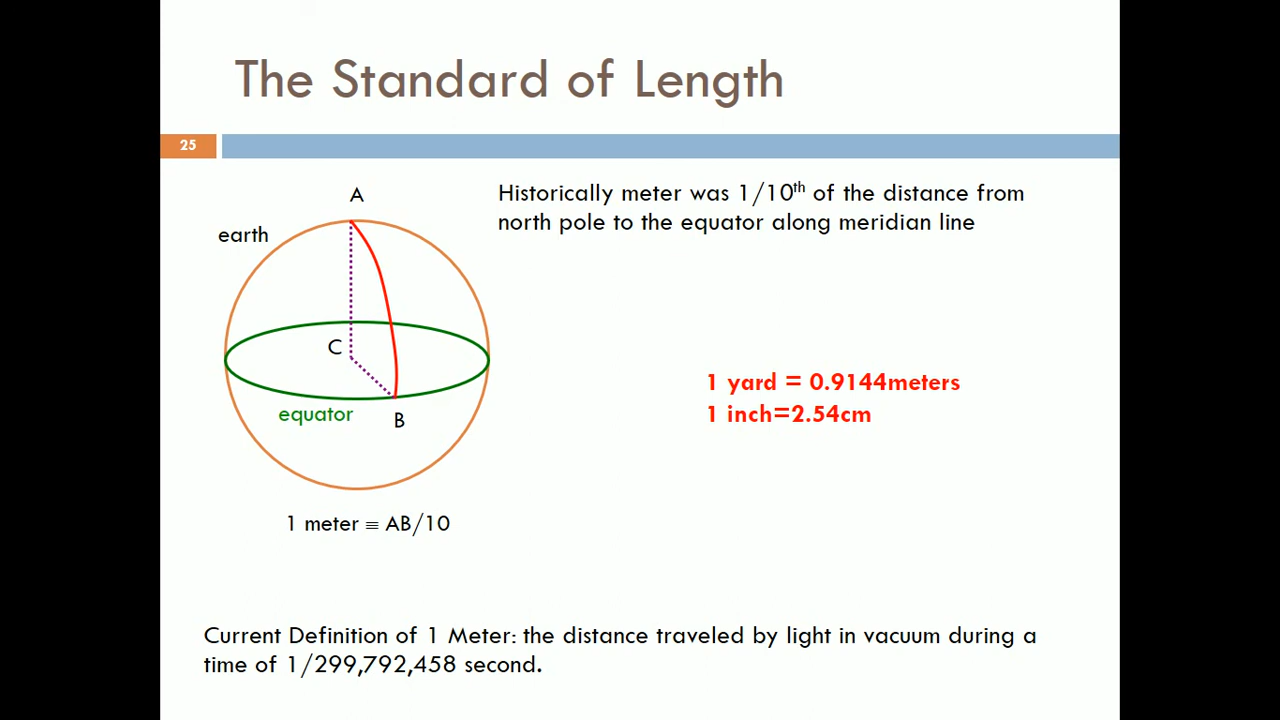 The Standard of Length
25
A
earth
C
equator
B
1 meter ≡ AB/10
Historically meter was 1/10th of the distance from
north pole to the equator along meridian line
1 yard = 0.9144meters
1 inch=2.54cm
Current Definition of 1 Meter: the distance traveled by light in vacuum during a
time of 1/299,792,458 second.